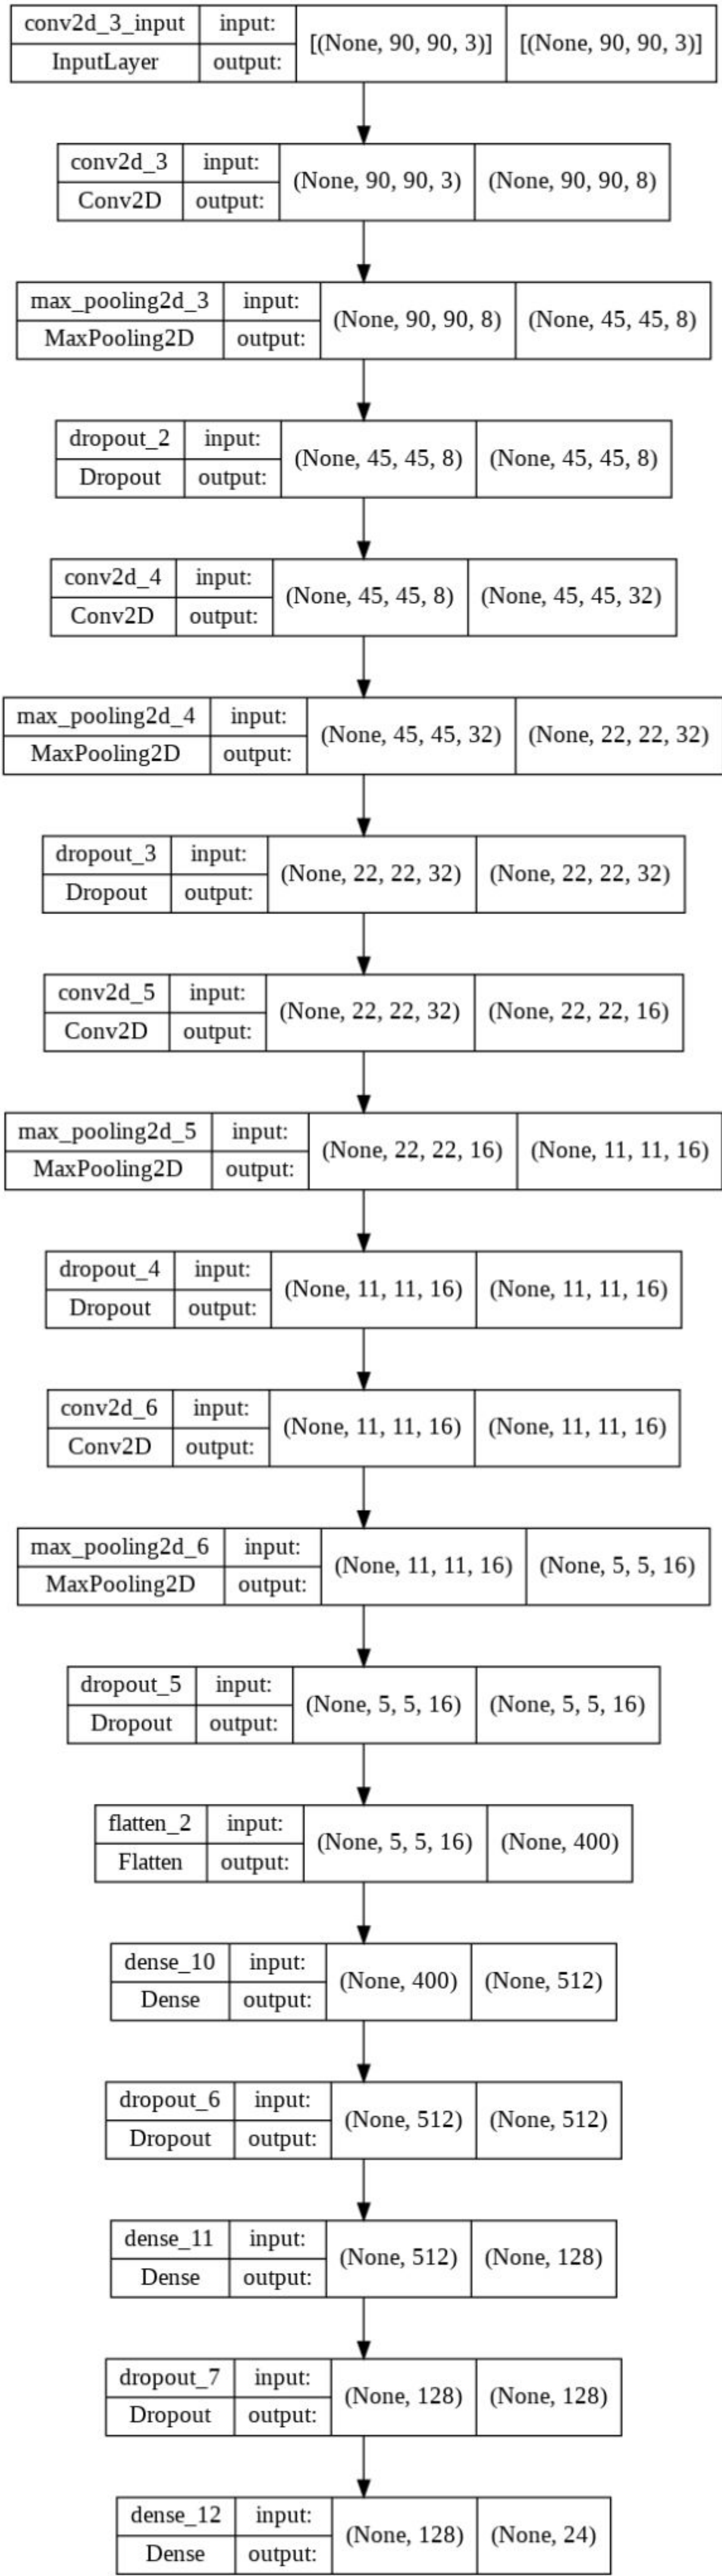 conv2d_3_input input: [(None, 90, 90, 3)] [(None, 90, 90, 3)]
InputLayer output:
conv2d_3 input: (None, 90, 90, 3) (None, 90, 90, 8)
Conv2D output:
max_pooling2d_3 input: (None, 90, 90, 8) (None, 45, 45, 8)
MaxPooling2D output:
dropout_2 input: (None, 45, 45, 8) (None, 45, 45, 8)
Dropout output:
conv2d_4 input: (None, 45, 45, 8) (None, 45, 45, 32)
Conv2D output:
max_pooling2d_4 input: (None, 45, 45, 32) (None, 22, 22, 32)
MaxPooling2D output:
dropout_3 input: (None, 22, 22, 32) (None, 22, 22, 32)
Dropout output:
conv2d_5 input: (None, 22, 22, 32) (None, 22, 22, 16)
Conv2D output:
max_pooling2d_5 input: (None, 22, 22, 16) (None, 11, 11, 16)
MaxPooling2D output:
dropout_4 input: (None, 11, 11, 16) (None, 11, 11, 16)
Dropout output:
conv2d_6 input: (None, 11, 11, 16) (None, 11, 11, 16)
Conv2D output:
max_pooling2d_6 input: (None, 11, 11, 16) (None, 5, 5, 16)
MaxPooling2D output:
dropout_5 input: (None, 5, 5, 16) (None, 5, 5, 16)
Dropout output:
flatten_2 input: (None, 5, 5, 16) (None, 400)
Flatten output:
dense_10 input: (None, 400) (None, 512)
Dense output:
dropout_6 input: (None, 512) (None, 512)
Dropout output:
dense_11 input: (None, 512) (None, 128)
Dense output:
dropout_7 input: (None, 128) (None, 128)
Dropout output:
dense_12 input: (None, 128) (None, 24)
Dense output: